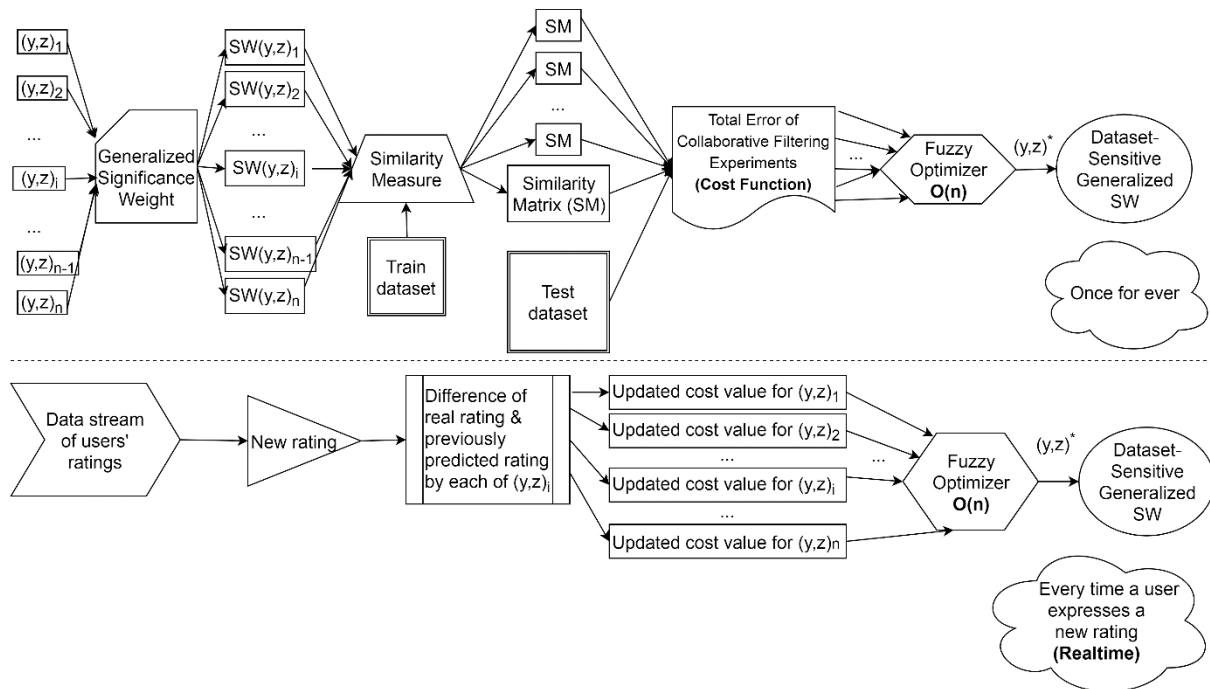 (y,z)1
(y,z)2
...
(y,z)i
...
(y,z)n-1
(y,z)n
Generalized
Significance
Weight
SW(y,z)1
SW(y,z)2
...
SW(y,z)i
...
SW(y,z)n-1
SW(y,z)n
Similarity
Measure
Train
dataset
SM
SM
...
SM
Similarity
Matrix (SM)
Test
dataset
Total Error of
Collaborative Filtering
Experiments
(Cost Function)
...
Fuzzy
Optimizer
O(n)
(y,z)*
Dataset-
Sensitive
Generalized
SW
Once for ever
Data stream
of users'
ratings
New rating
Difference of
real rating &
previously
predicted rating
by each of (y,z)i
Updated cost value for (y,z)1
Updated cost value for (y,z)2
...
Updated cost value for (y,z)i
...
Updated cost value for (y,z)n
...
Fuzzy
Optimizer
O(n)
(y,z)*
Dataset-
Sensitive
Generalized
SW
Every time a user
expresses a
new rating
(Realtime)